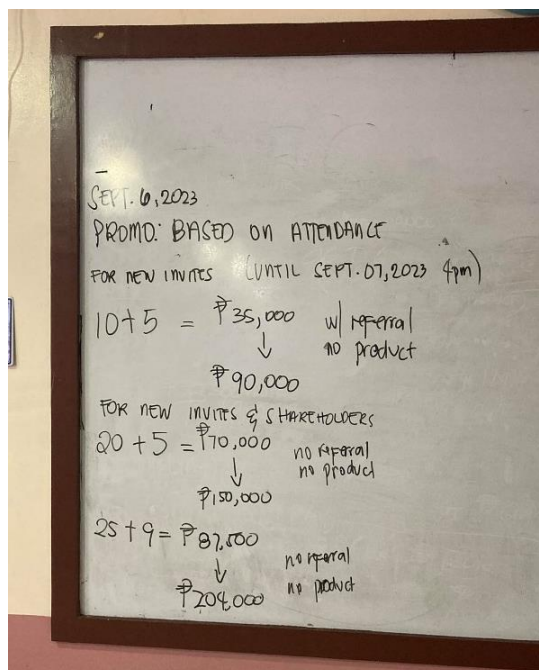 SEPT. 6, 2023
PROMO: BASED ON ATTENDANCE
FOR NEW INVITES (UNTIL SEPT. 07, 2023 4pm)
10 + 5 = ₱35,000 w/ referral
↓ no product
₱90,000
FOR NEW INVITES & SHAREHOLDERS
20 + 5 = ₱70,000 no referal
↓ no product
₱150,000
25 + 9 = ₱87,500
↓ no referal
₱204,000 no product